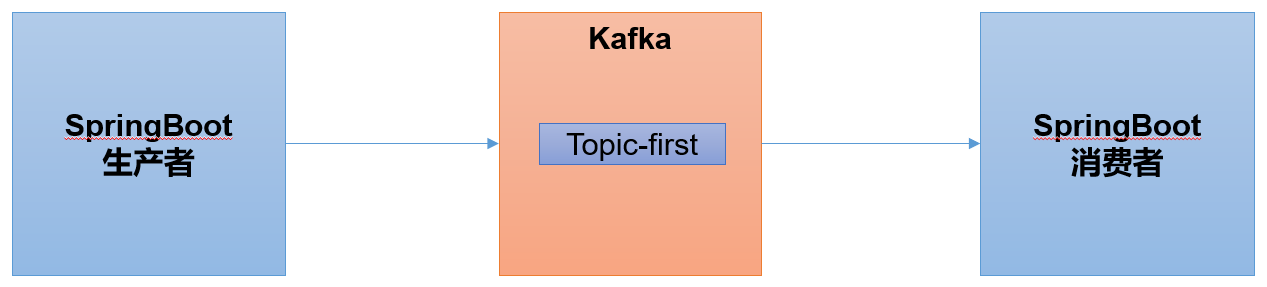 SpringBoot
生产者
Kafka
Topic-first
SpringBoot
消费者